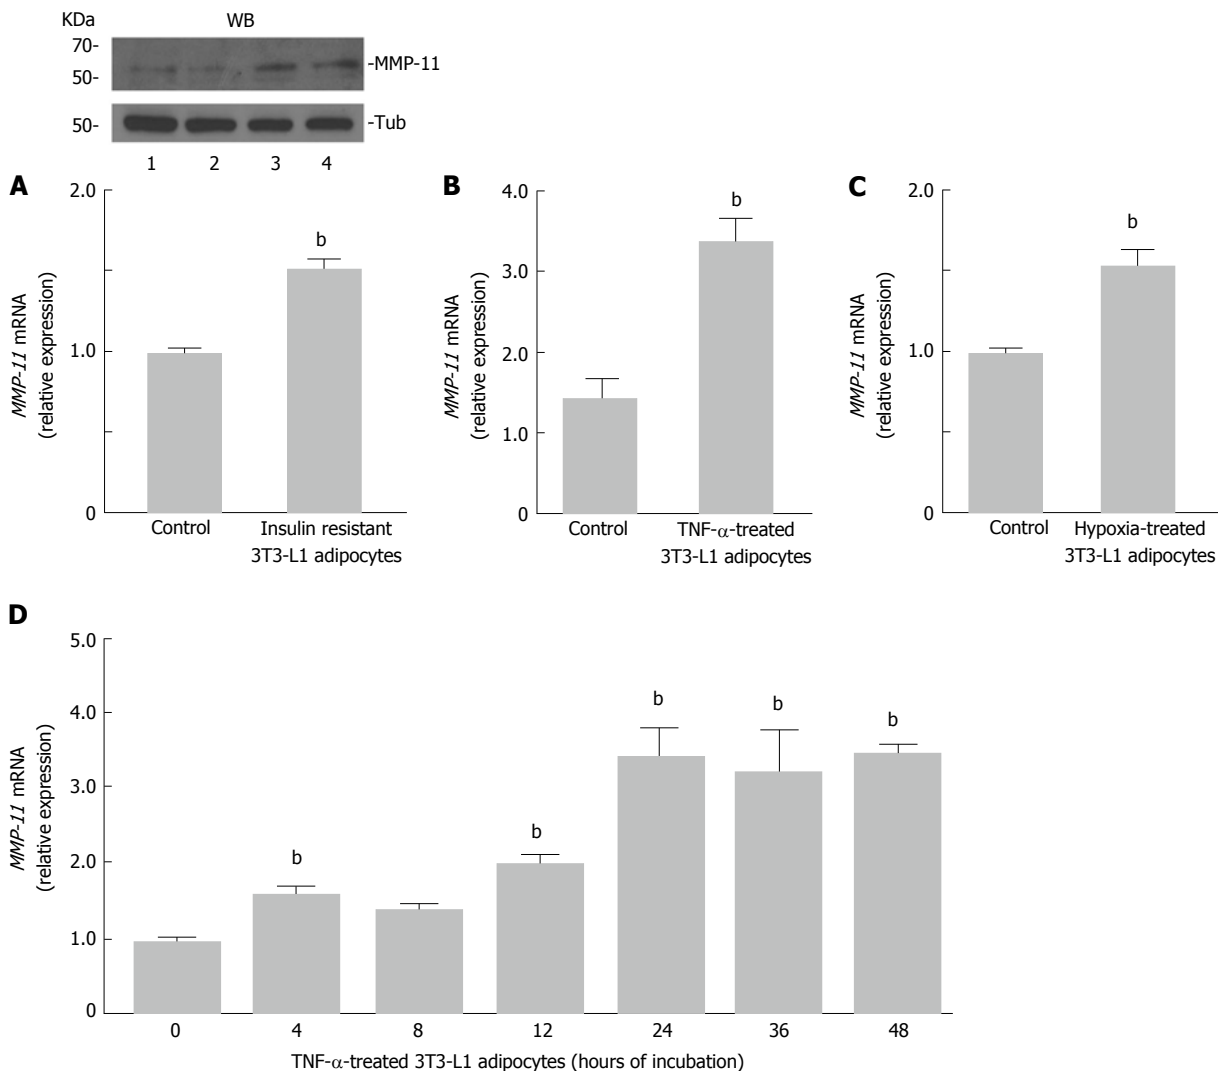 KDa
WB
70-
50-
-MMP-11
50-
-Tub
1 2 3 4
A
2.0
1.0
0
MMP-11 mRNA
(relative expression)
b
Control
Insulin resistant
3T3-L1 adipocytes
B
4.0
3.0
2.0
1.0
0
MMP-11 mRNA
(relative expression)
b
Control
TNF-α-treated
3T3-L1 adipocytes
C
2.0
1.0
0
MMP-11 mRNA
(relative expression)
b
Control
Hypoxia-treated
3T3-L1 adipocytes
D
5.0
4.0
3.0
2.0
1.0
0
MMP-11 mRNA
(relative expression)
b
b
b
b
b
0 4 8 12 24 36 48
TNF-α-treated 3T3-L1 adipocytes (hours of incubation)